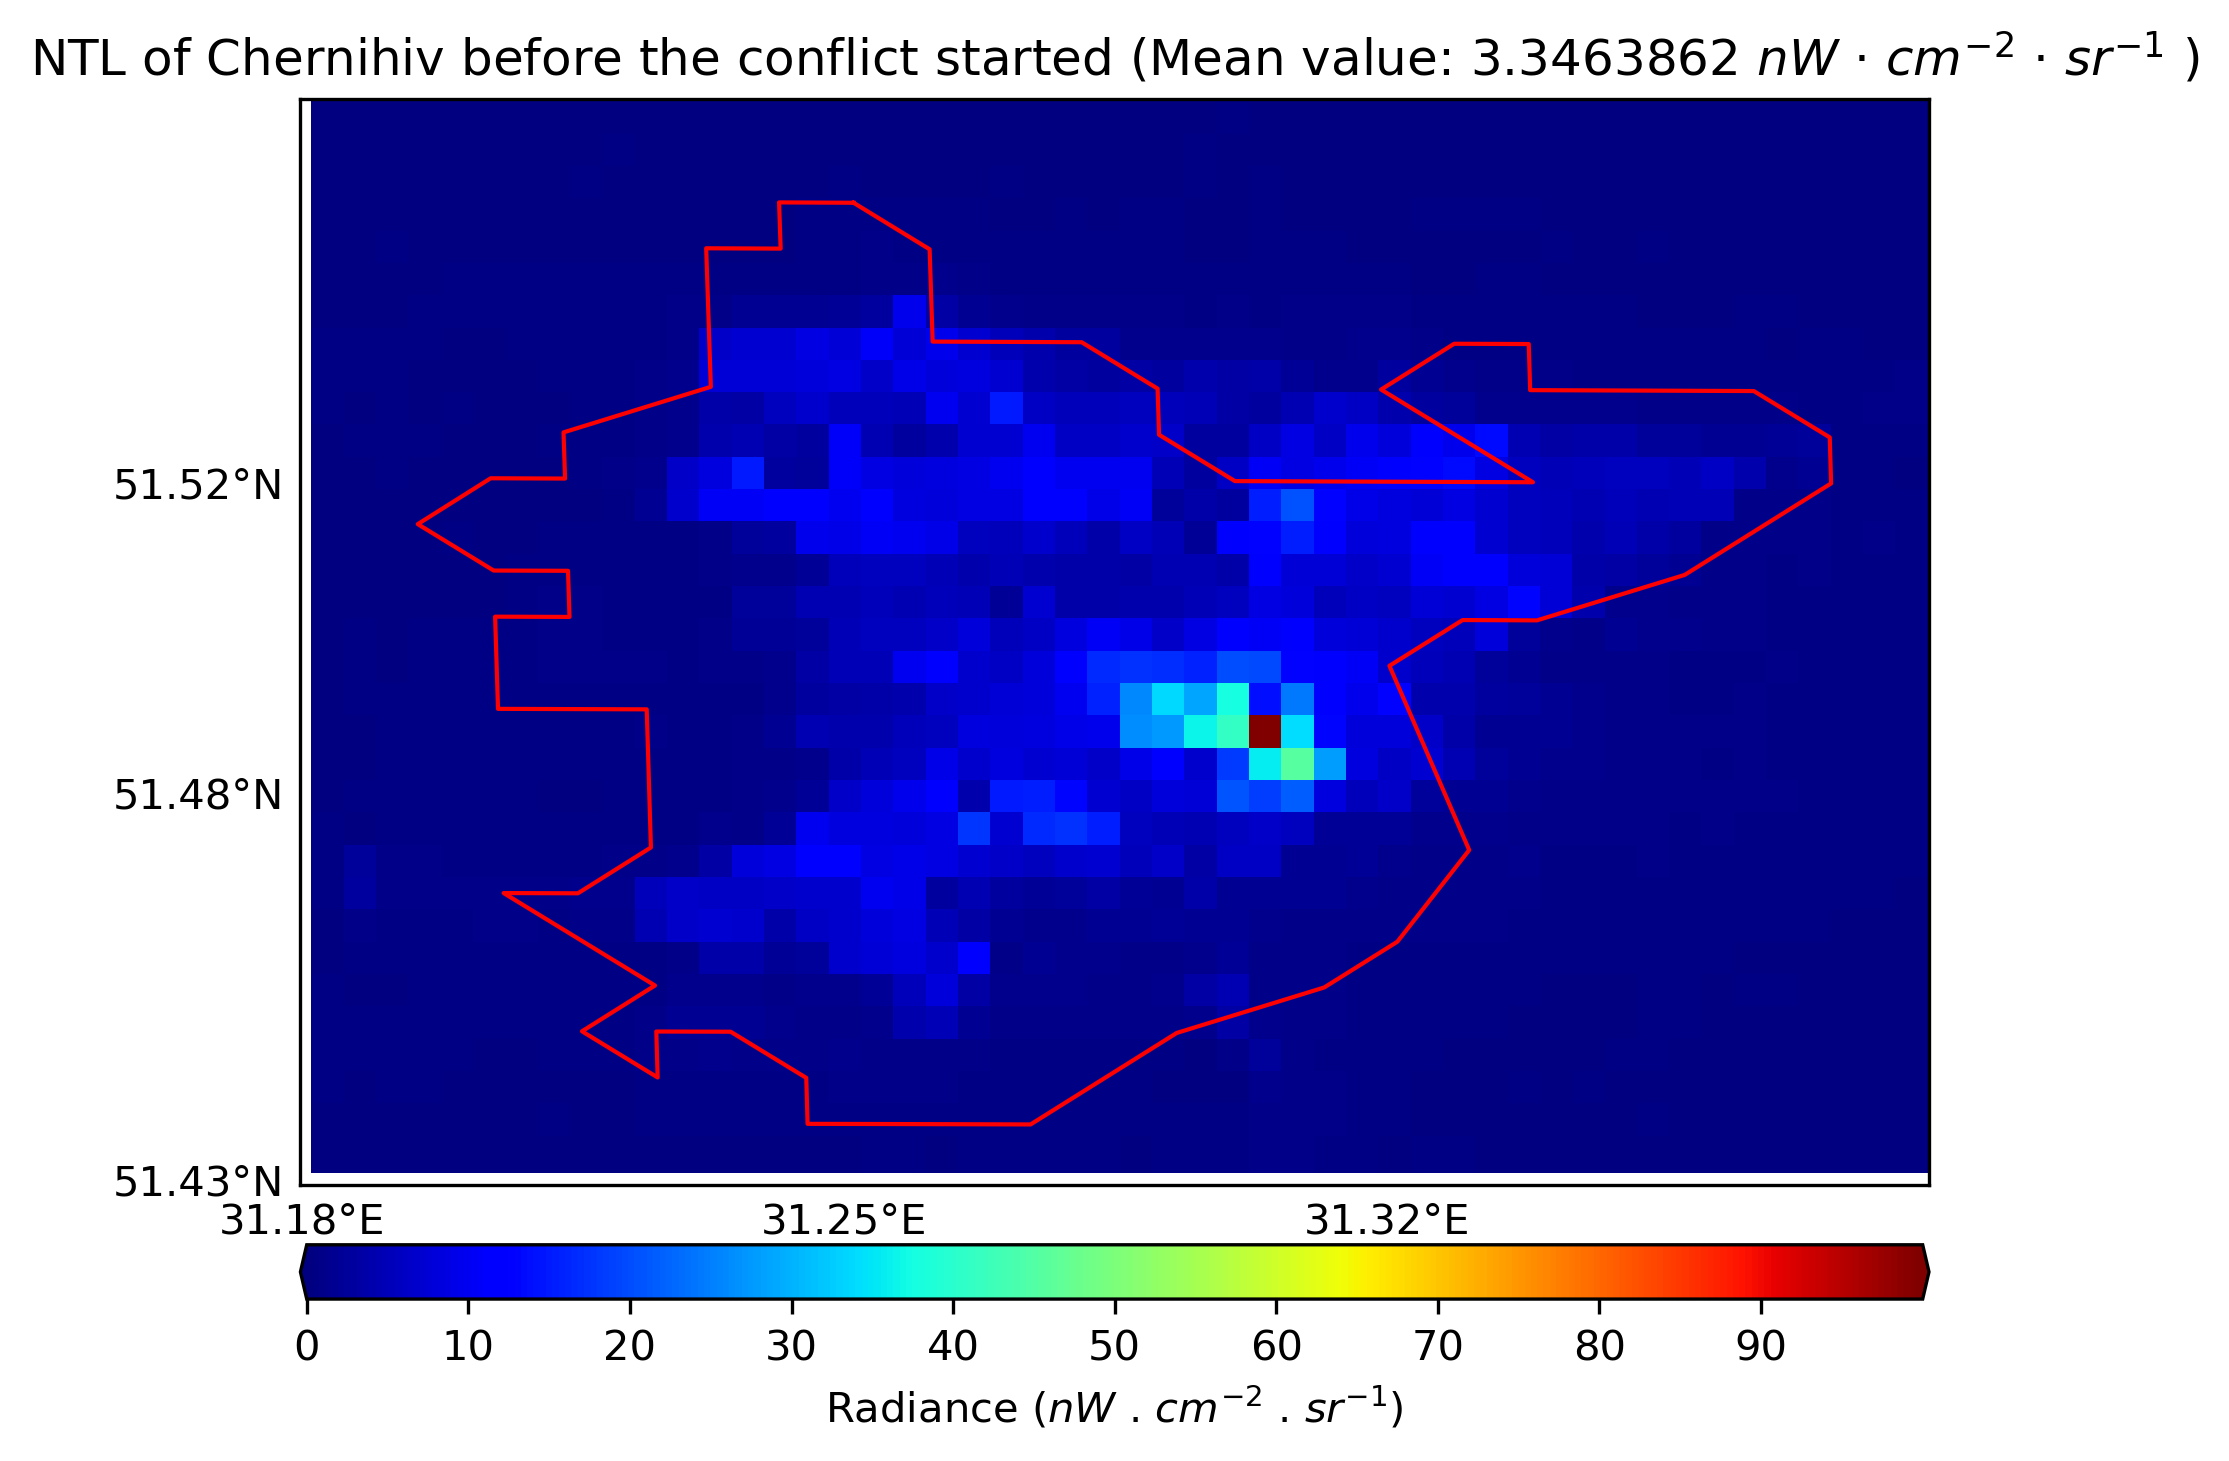 NTL of Chernihiv before the conflict started (Mean value: 3.3463862 nW · cm⁻² · sr⁻¹ )
51.52°N
51.48°N
51.43°N
31.18°E 31.25°E 31.32°E
0 10 20 30 40 50 60 70 80 90
Radiance (nW . cm⁻² . sr⁻¹)